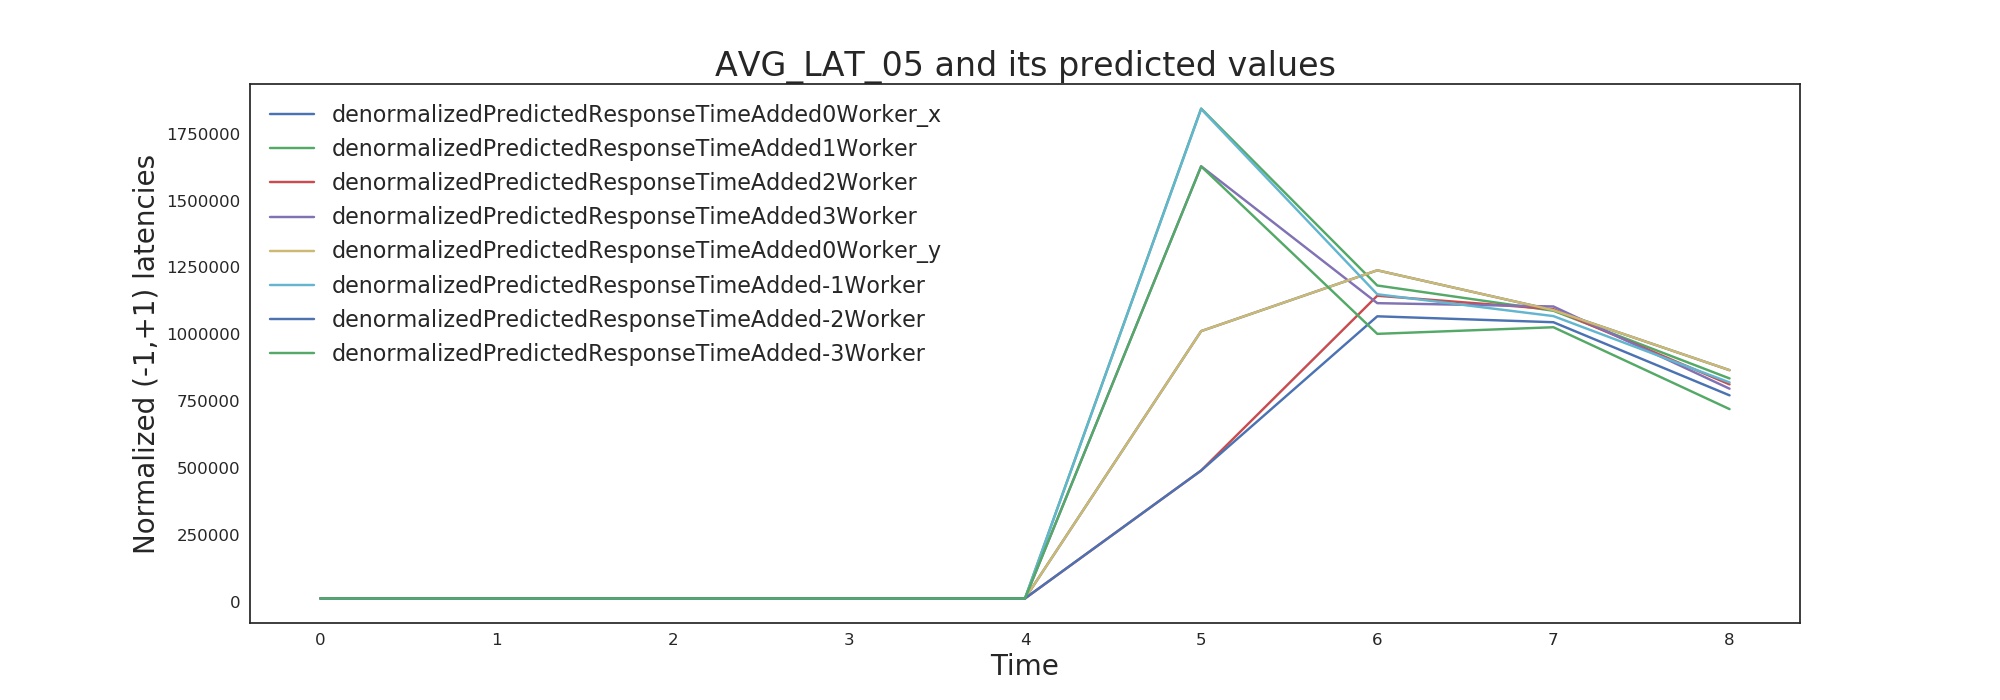 AVG_LAT_05 and its predicted values
denormalizedPredictedResponseTimeAdded0Worker_x
denormalizedPredictedResponseTimeAdded1Worker
denormalizedPredictedResponseTimeAdded2Worker
denormalizedPredictedResponseTimeAdded3Worker
denormalizedPredictedResponseTimeAdded0Worker_y
denormalizedPredictedResponseTimeAdded-1Worker
denormalizedPredictedResponseTimeAdded-2Worker
denormalizedPredictedResponseTimeAdded-3Worker
Normalized (-1,+1) latencies
1750000
1500000
1250000
1000000
750000
500000
250000
0
0 1 2 3 4 5 6 7 8
Time